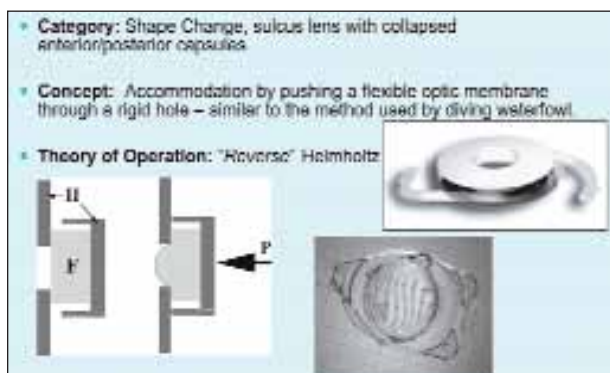 • Category: Shape Change, sulcus lens with collapsed
anterior/posterior capsules
• Concept: Accommodation by pushing a flexible optic membrane
through a rigid hole – similar to the method used by diving waterfowl.
• Theory of Operation: "Reverse" Helmholtz
H
F
P